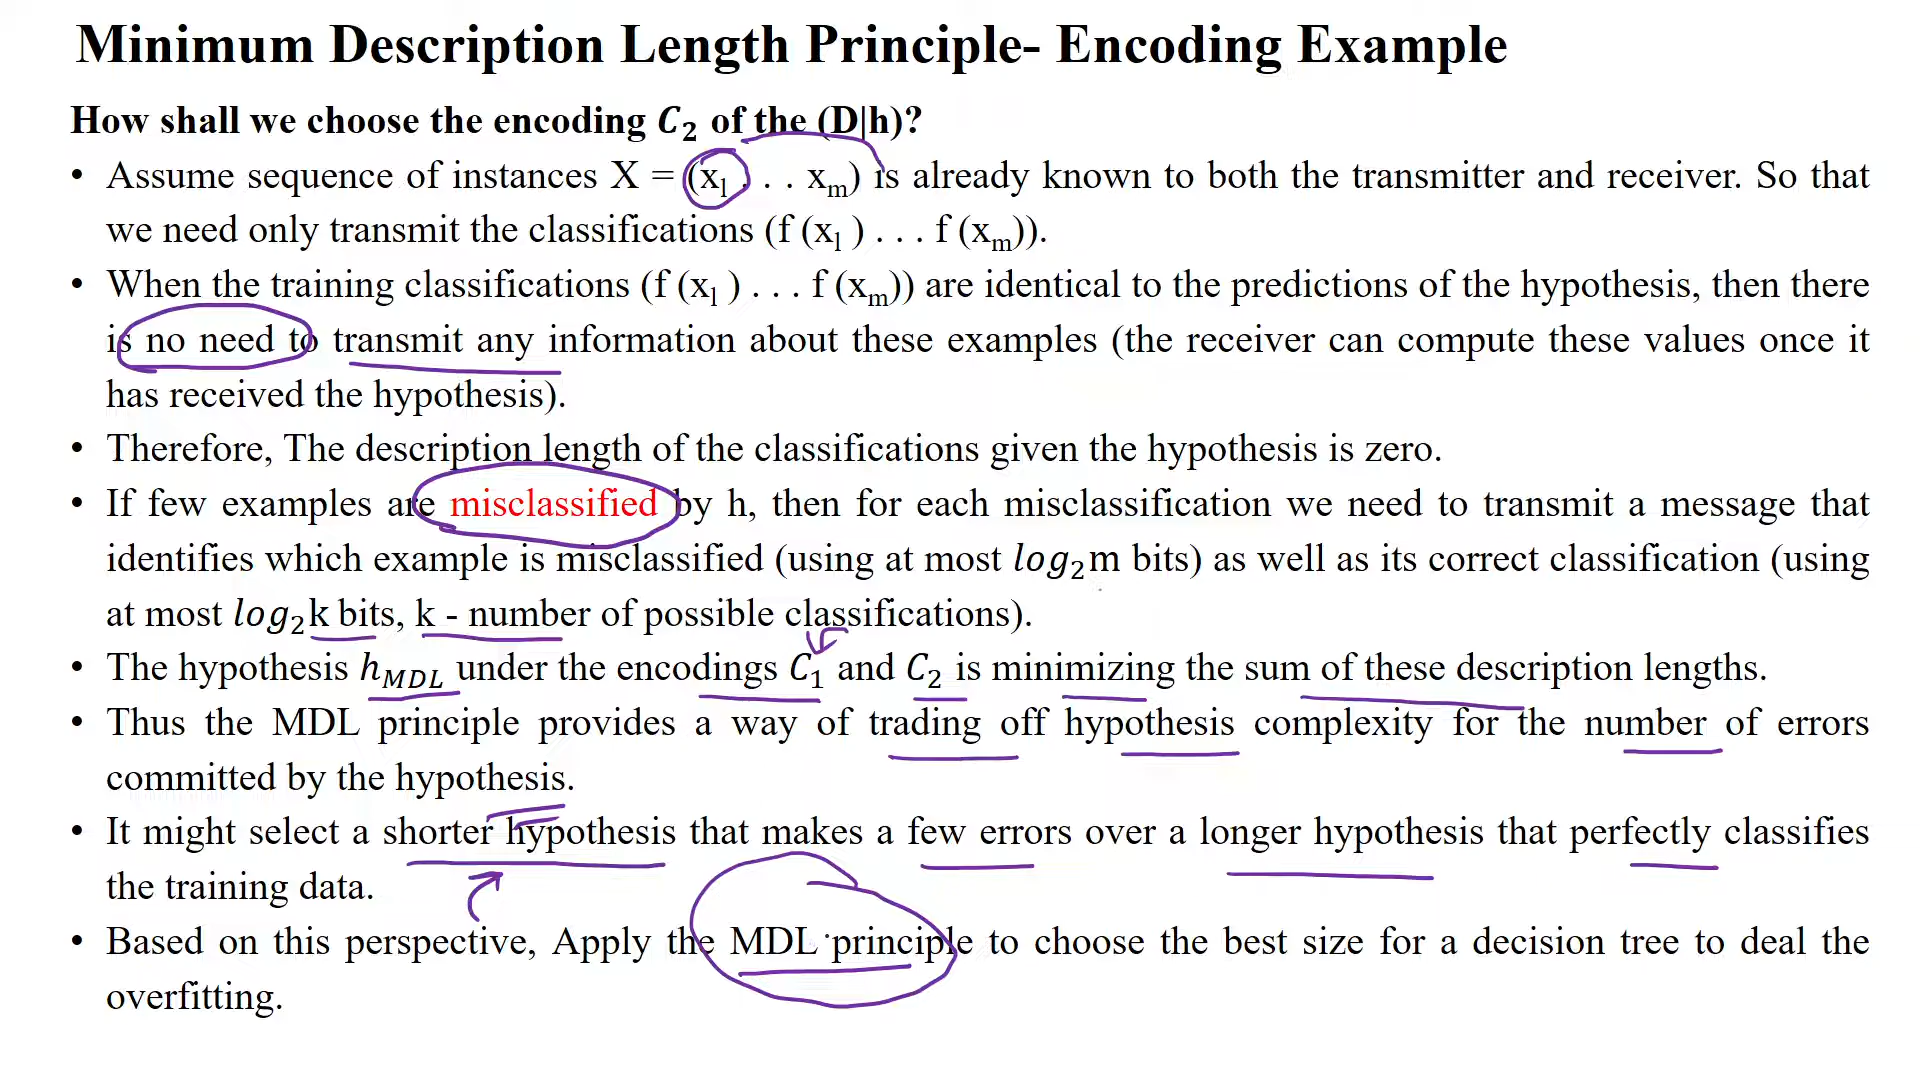 Minimum Description Length Principle- Encoding Example
How shall we choose the encoding C₂ of the (D|h)?
• Assume sequence of instances X = (x₁ . . . xₘ) is already known to both the transmitter and receiver. So that
we need only transmit the classifications (f (x₁ ) . . . f (xₘ)).
• When the training classifications (f (x₁ ) . . . f (xₘ)) are identical to the predictions of the hypothesis, then there
is no need to transmit any information about these examples (the receiver can compute these values once it
has received the hypothesis).
• Therefore, The description length of the classifications given the hypothesis is zero.
• If few examples are misclassified by h, then for each misclassification we need to transmit a message that
identifies which example is misclassified (using at most log₂m bits) as well as its correct classification (using
at most log₂k bits, k - number of possible classifications).
• The hypothesis h_MDL under the encodings C₁ and C₂ is minimizing the sum of these description lengths.
• Thus the MDL principle provides a way of trading off hypothesis complexity for the number of errors
committed by the hypothesis.
• It might select a shorter hypothesis that makes a few errors over a longer hypothesis that perfectly classifies
the training data.
• Based on this perspective, Apply the MDL principle to choose the best size for a decision tree to deal the
overfitting.